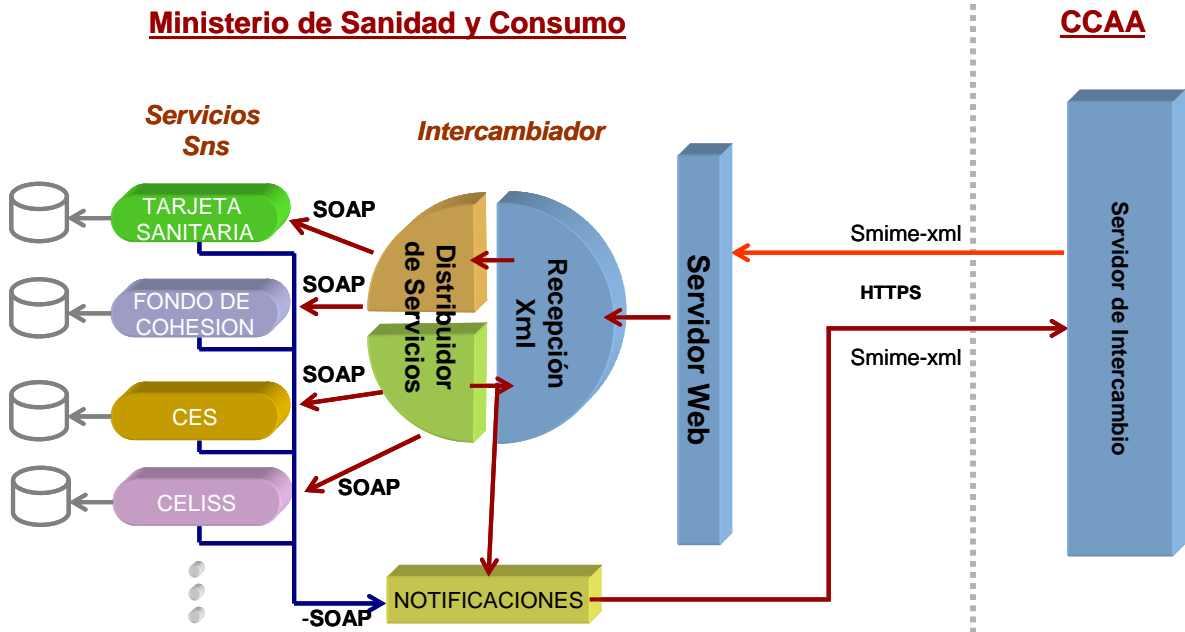 Ministerio de Sanidad y Consumo
CCAA
Servicios
Sns
Intercambiador
TARJETA
SANITARIA
SOAP
FONDO DE
COHESION
SOAP
CES
SOAP
CELISS
SOAP
Distribuidor
de Servicios
Recepción
Xml
Servidor Web
Smime-xml
HTTPS
Smime-xml
Servidor de Intercambio
NOTIFICACIONES
-SOAP